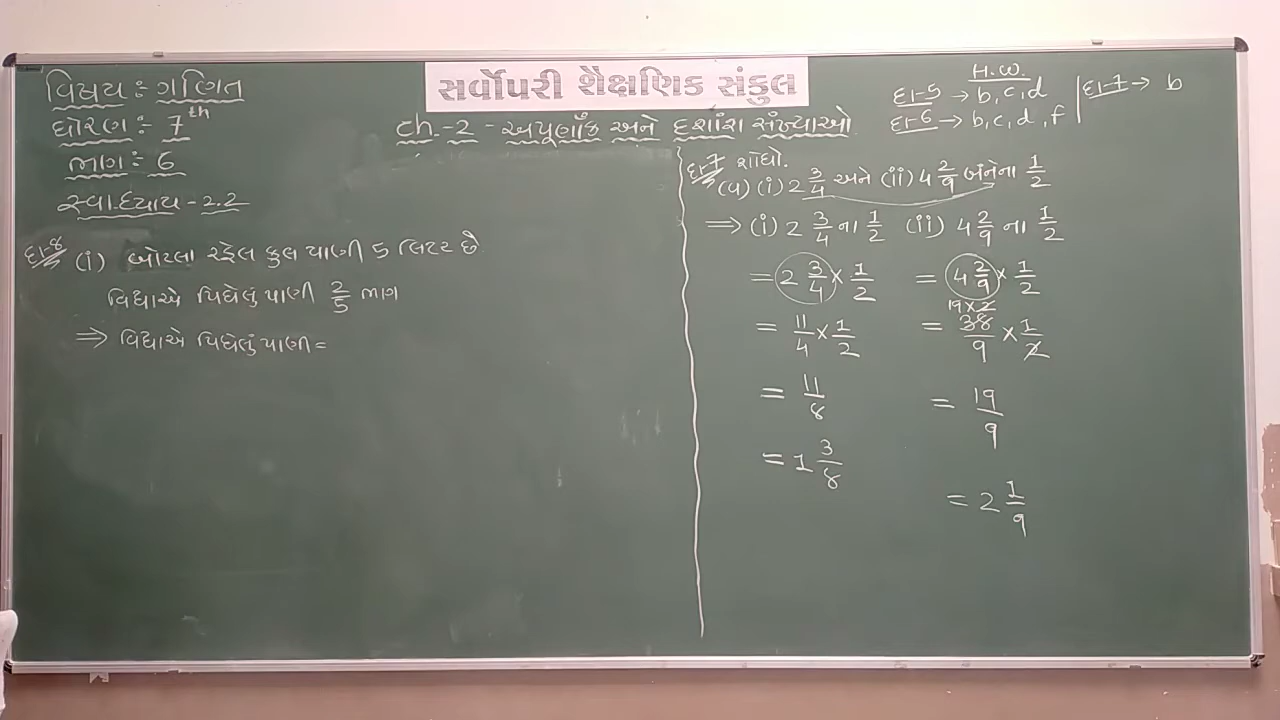 સર્વોપરી શૈક્ષણિક સંકુલ
વિષય :- ગણિત
ધોરણ :- 7th
ભાગ :- 6
સ્વાધ્યાય - 2.2
ch.-2 - અપૂર્ણાંક અને દશાંશ સંખ્યાઓ
H.W.
દા-5 → b, c, d
દા-6 → b, c, d, f
દા-7 → b
દા-8 (i) બોટલમાં રહેલ કુલ પાણી 5 લિટર છે
વિદ્યાએ પિધેલું પાણી 2/5 ભાગ
⇒ વિદ્યાએ પિધેલું પાણી =
દા-7 શોધો.
(a) (i) 2 3/4 અને (ii) 4 2/9 બંનેના 1/2
⇒ (i) 2 3/4 ના 1/2 (ii) 4 2/9 ના 1/2
= 2 3/4 × 1/2 = 4 2/9 × 1/2
19 × 2
= 11/4 × 1/2 = 38/9 × 1/2
= 11/8 = 19/9
= 1 3/8
= 2 1/9